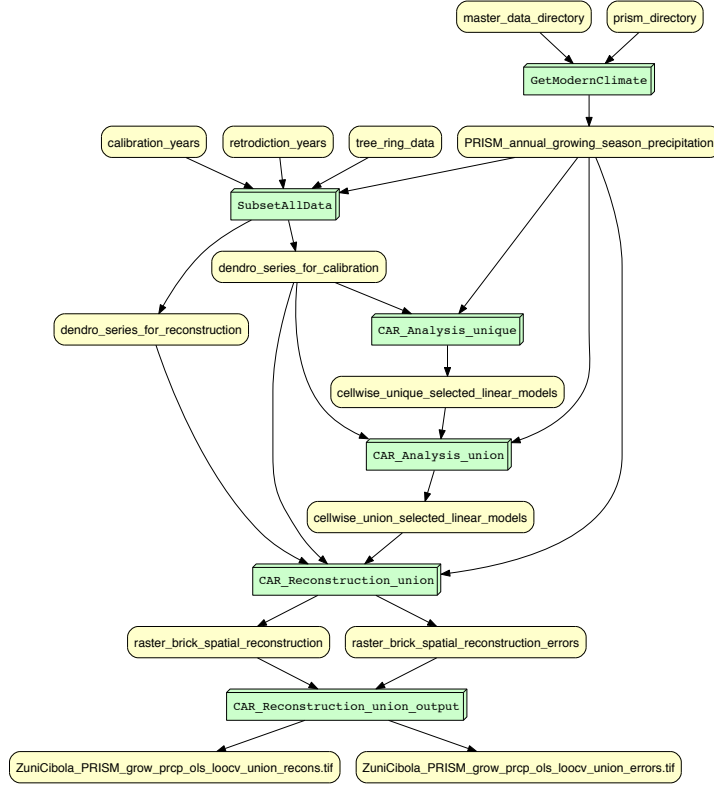 master_data_directory
prism_directory
GetModernClimate
calibration_years
retrodiction_years
tree_ring_data
PRISM_annual_growing_season_precipitation
SubsetAllData
dendro_series_for_calibration
dendro_series_for_reconstruction
CAR_Analysis_unique
cellwise_unique_selected_linear_models
CAR_Analysis_union
cellwise_union_selected_linear_models
CAR_Reconstruction_union
raster_brick_spatial_reconstruction
raster_brick_spatial_reconstruction_errors
CAR_Reconstruction_union_output
ZuniCibola_PRISM_grow_prcp_ols_loocv_union_recons.tif
ZuniCibola_PRISM_grow_prcp_ols_loocv_union_errors.tif